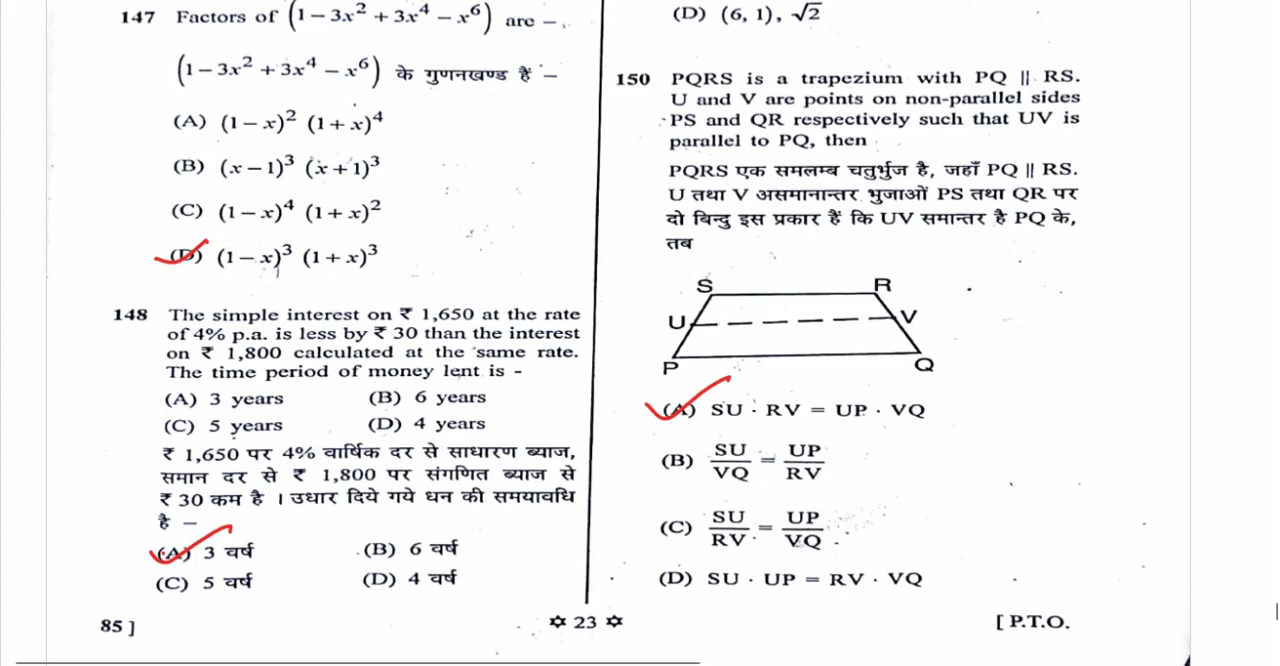 147 Factors of (1 – 3x² + 3x⁴ – x⁶) are –
(1 – 3x² + 3x⁴ – x⁶) के गुणनखण्ड हैं –
(A) (1 – x)² (1 + x)⁴
(B) (x – 1)³ (x + 1)³
(C) (1 – x)⁴ (1 + x)²
(D) (1 – x)³ (1 + x)³
148 The simple interest on ₹ 1,650 at the rate
of 4% p.a. is less by ₹ 30 than the interest
on ₹ 1,800 calculated at the same rate.
The time period of money lent is -
(A) 3 years (B) 6 years
(C) 5 years (D) 4 years
₹ 1,650 पर 4% वार्षिक दर से साधारण ब्याज,
समान दर से ₹ 1,800 पर संगणित ब्याज से
₹ 30 कम है । उधार दिये गये धन की समयावधि
है –
(A) 3 वर्ष (B) 6 वर्ष
(C) 5 वर्ष (D) 4 वर्ष
(D) (6, 1), √2
150 PQRS is a trapezium with PQ || RS.
U and V are points on non-parallel sides
PS and QR respectively such that UV is
parallel to PQ, then
PQRS एक समलम्ब चतुर्भुज है, जहाँ PQ || RS.
U तथा V असमानान्तर भुजाओं PS तथा QR पर
दो बिन्दु इस प्रकार हैं कि UV समान्तर है PQ के,
तब
S R
U V
P Q
(A) SU · RV = UP · VQ
(B) SU/VQ = UP/RV
(C) SU/RV = UP/VQ
(D) SU · UP = RV · VQ
85 ] ✡ 23 ✡ [ P.T.O.